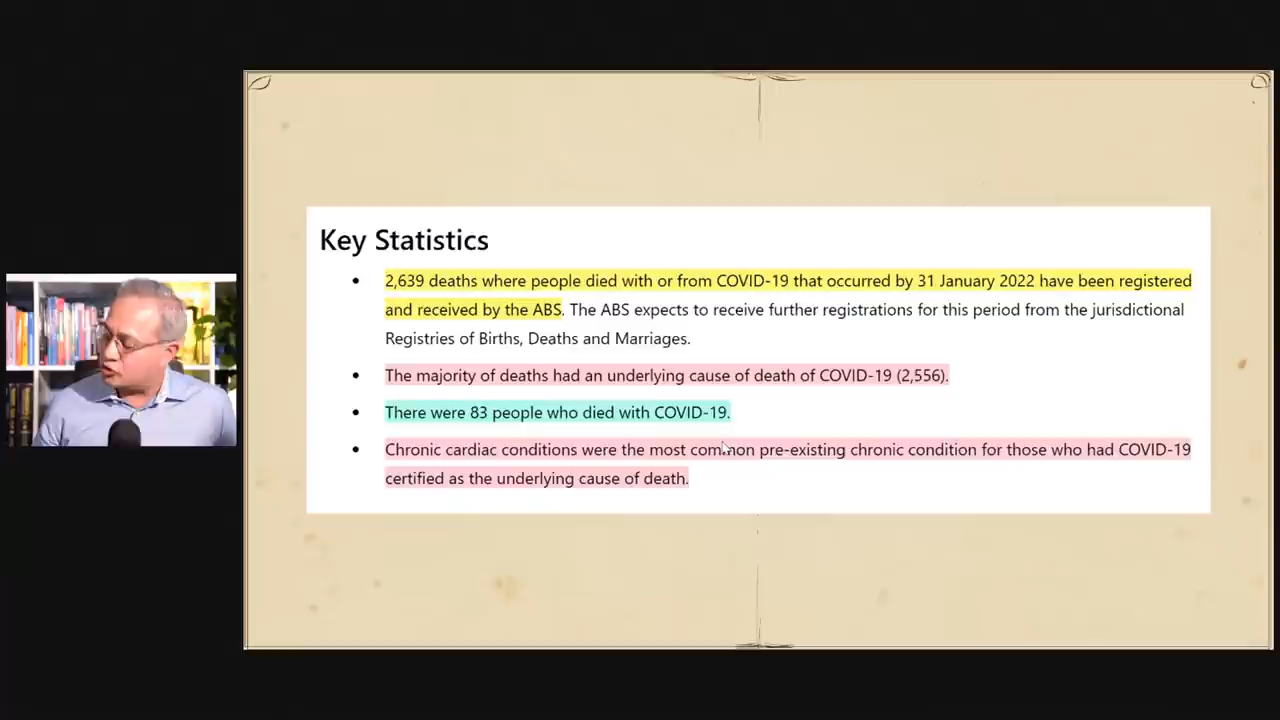 Key Statistics
2,639 deaths where people died with or from COVID-19 that occurred by 31 January 2022 have been registered
and received by the ABS. The ABS expects to receive further registrations for this period from the jurisdictional
Registries of Births, Deaths and Marriages.
The majority of deaths had an underlying cause of death of COVID-19 (2,556).
There were 83 people who died with COVID-19.
Chronic cardiac conditions were the most common pre-existing chronic condition for those who had COVID-19
certified as the underlying cause of death.